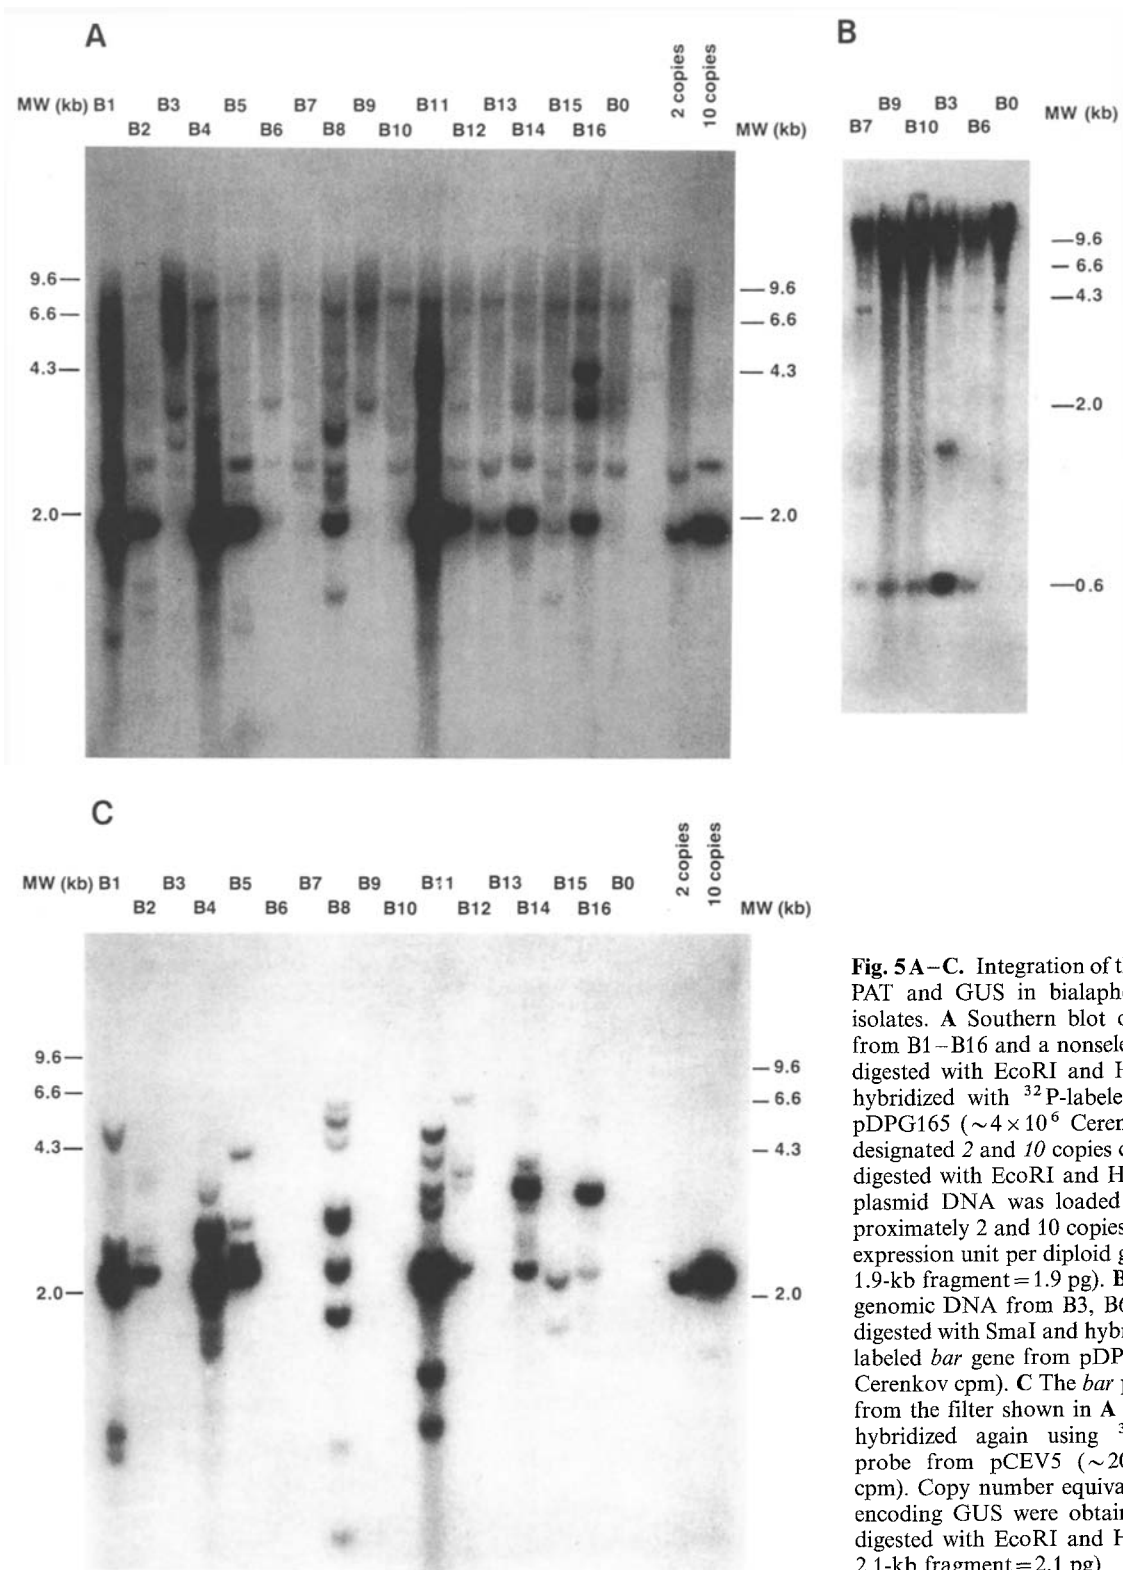 A
MW (kb) B1 B3 B5 B7 B9 B11 B13 B15 B0 2 copies 10 copies
B2 B4 B6 B8 B10 B12 B14 B16 MW (kb)
9.6
6.6
4.3
2.0
9.6
6.6
4.3
2.0
B
B9 B3 B0 MW (kb)
B7 B10 B6
9.6
6.6
4.3
2.0
0.6
C
MW (kb) B1 B3 B5 B7 B9 B11 B13 B15 B0 2 copies 10 copies
B2 B4 B6 B8 B10 B12 B14 B16 MW (kb)
9.6
6.6
4.3
2.0
9.6
6.6
4.3
2.0
Fig. 5 A–C. Integration of
PAT and GUS in
isolates. A Southern blot
from B1–B16 and a
digested with EcoRI and
hybridized with ³²P-labele
pDPG165 (~4 × 10⁶
designated 2 and 10 copies
digested with EcoRI and
plasmid DNA was loaded
proximately 2 and 10 copies
expression unit per diploid
1.9-kb fragment = 1.9 pg). B
genomic DNA from B3,
digested with SmaI and
labeled bar gene from
Cerenkov cpm). C The bar
from the filter shown in A
hybridized again using
probe from pCEV5
cpm). Copy number
encoding GUS were
digested with EcoRI and
2.1-kb fragment = 2.1 pg)